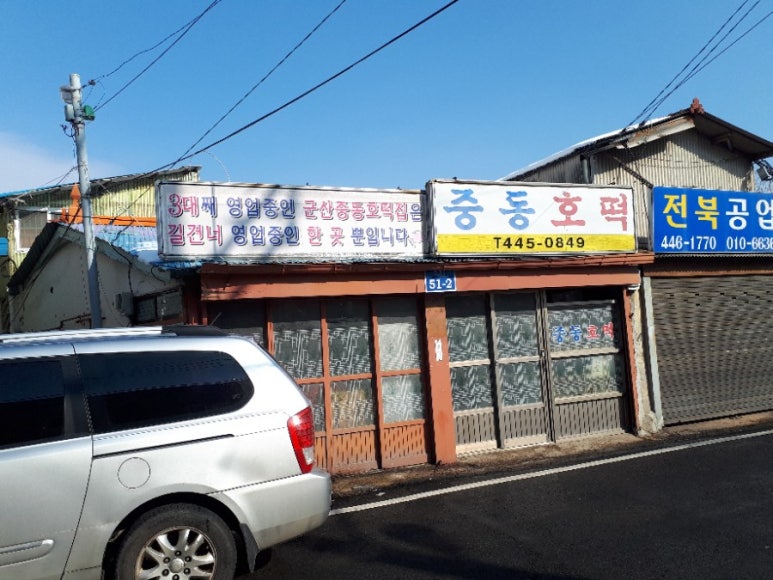 3대째 영업중인 군산중동호떡집은
길건너 영업중인 한 곳 뿐입니다.
중동호떡
T445-0849
전북공업
446-1770 010-6636
51-2
중동호떡